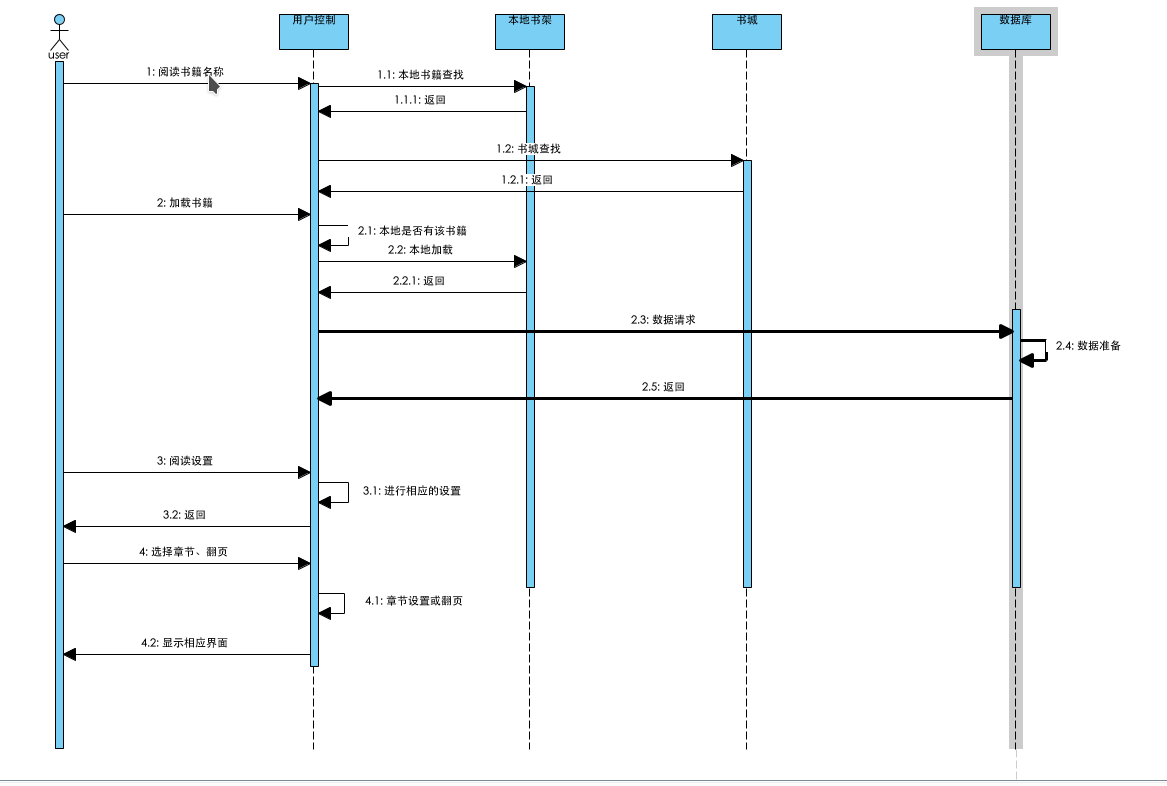 用户控制
本地书架
书城
数据库
user
1: 阅读书籍名称
1.1: 本地书籍查找
1.1.1: 返回
1.2: 书城查找
1.2.1: 返回
2: 加载书籍
2.1: 本地是否有该书籍
2.2: 本地加载
2.2.1: 返回
2.3: 数据请求
2.4: 数据准备
2.5: 返回
3: 阅读设置
3.1: 进行相应的设置
3.2: 返回
4: 选择章节、翻页
4.1: 章节设置或翻页
4.2: 显示相应界面